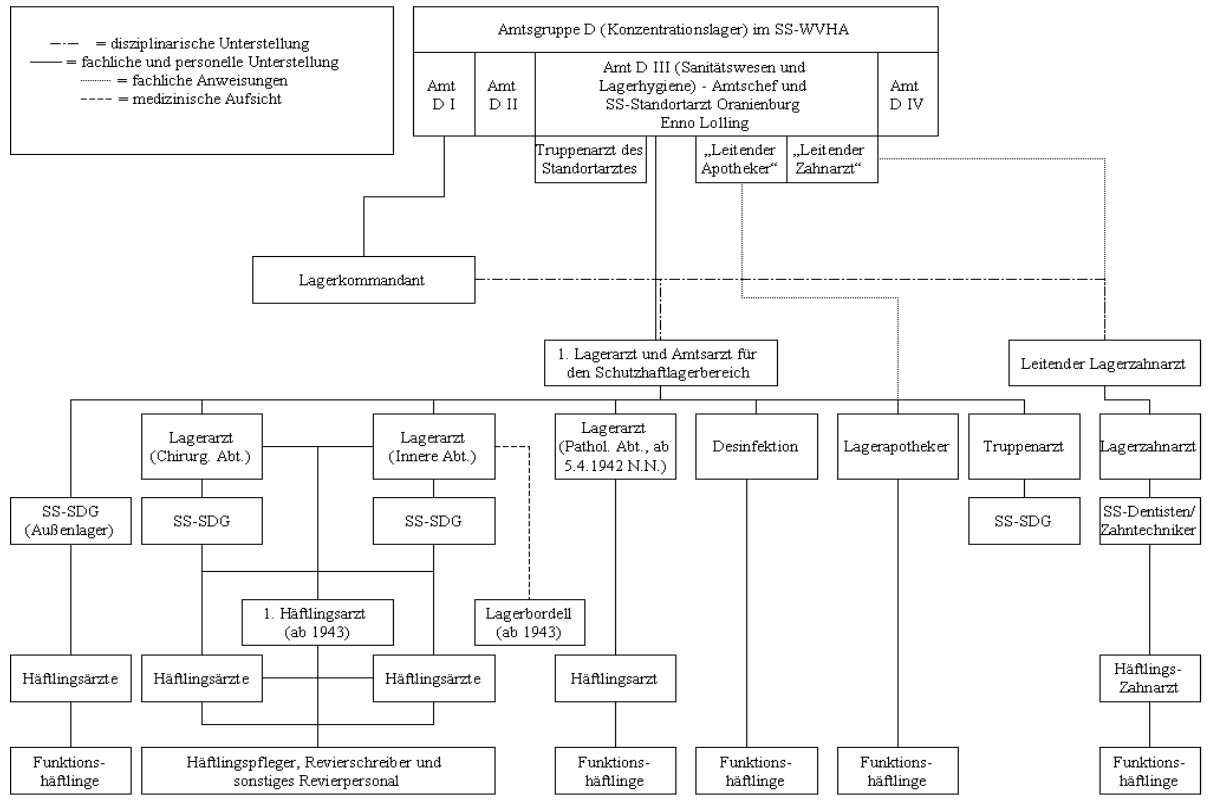 = disziplinarische Unterstellung
= fachliche und personelle Unterstellung
= fachliche Anweisungen
= medizinische Aufsicht
Amtsgruppe D (Konzentrationslager) im SS-WVHA
Amt
D I
Amt
D II
Amt D III (Sanitätswesen und
Lagerhygiene) - Amtschef und
SS-Standortarzt Oranienburg
Enno Lolling
Amt
D IV
Truppenarzt des
Standortarztes
„Leitender
Apotheker“
„Leitender
Zahnarzt“
Lagerkommandant
1. Lagerarzt und Amtsarzt für
den Schutzhaftlagerbereich
Leitender Lagerzahnarzt
Lagerarzt
(Chirurg. Abt.)
Lagerarzt
(Innere Abt.)
Lagerarzt
(Pathol. Abt., ab
5.4.1942 N.N.)
Desinfektion
Lagerapotheker
Truppenarzt
Lagerzahnarzt
SS-SDG
(Außenlager)
SS-SDG
SS-SDG
SS-SDG
SS-Dentisten/
Zahntechniker
1. Häftlingsarzt
(ab 1943)
Lagerbordell
(ab 1943)
Häftlingsärzte
Häftlingsärzte
Häftlingsärzte
Häftlingsarzt
Häftlings-
Zahnarzt
Funktions-
häftlinge
Häftlingspfleger, Revierschreiber und
sonstiges Revierpersonal
Funktions-
häftlinge
Funktions-
häftlinge
Funktions-
häftlinge
Funktions-
häftlinge